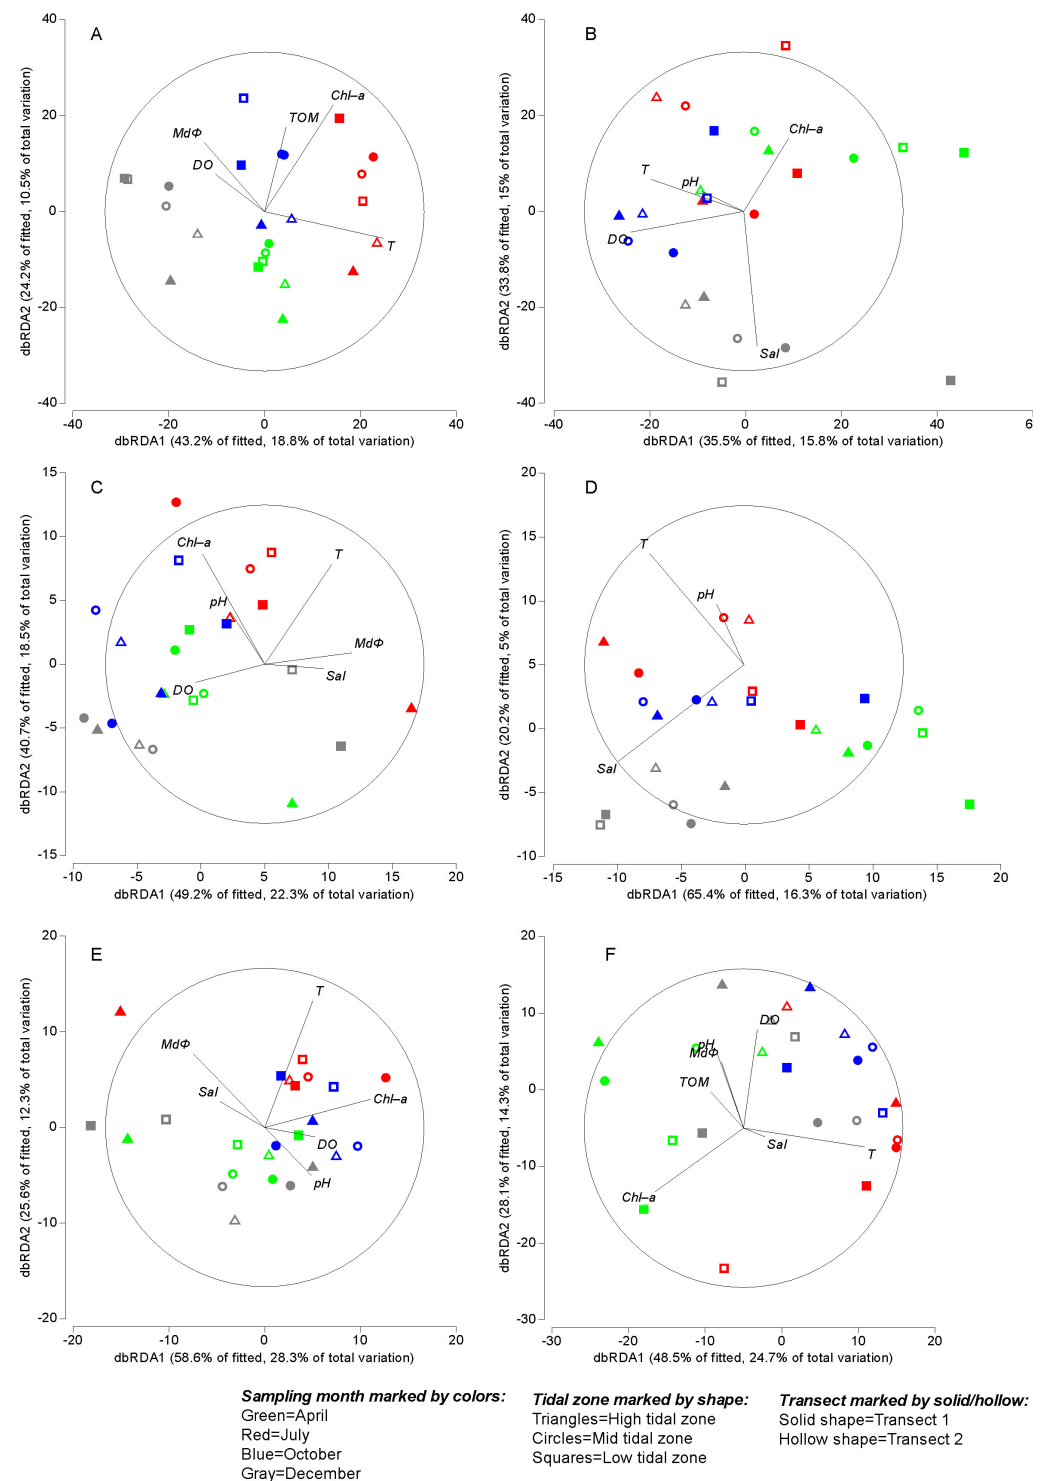 A
40
20
0
-20
-40
-40
-20
0
20
40
Chl–a
TOM
MdΦ
DO
T
dbRDA2 (24.2% of fitted, 10.5% of total variation)
dbRDA1 (43.2% of fitted, 18.8% of total variation)
B
40
20
0
-20
-40
-40
-20
0
20
40
6
Chl–a
T
pH
DO
Sal
dbRDA2 (33.8% of fitted, 15% of total variation)
dbRDA1 (35.5% of fitted, 15.8% of total variation)
C
15
10
5
0
-5
-10
-15
-10
-5
0
5
10
15
20
Chl–a
T
pH
MdΦ
Sal
DO
dbRDA2 (40.7% of fitted, 18.5% of total variation)
dbRDA1 (49.2% of fitted, 22.3% of total variation)
D
20
15
10
5
0
-5
-10
-15
-10
-5
0
5
10
15
20
T
pH
Sal
dbRDA2 (20.2% of fitted, 5% of total variation)
dbRDA1 (65.4% of fitted, 16.3% of total variation)
E
20
10
0
-10
-20
-20
-10
0
10
20
T
MdΦ
Sal
Chl–a
DO
pH
dbRDA2 (25.6% of fitted, 12.3% of total variation)
dbRDA1 (58.6% of fitted, 28.3% of total variation)
F
20
10
0
-10
-20
-30
-30
-20
-10
0
10
20
DO
pH
MdΦ
TOM
Sal
T
Chl–a
dbRDA2 (28.1% of fitted, 14.3% of total variation)
dbRDA1 (48.5% of fitted, 24.7% of total variation)
Sampling month marked by colors:
Green=April
Red=July
Blue=October
Gray=December
Tidal zone marked by shape:
Triangles=High tidal zone
Circles=Mid tidal zone
Squares=Low tidal zone
Transect marked by solid/hollow:
Solid shape=Transect 1
Hollow shape=Transect 2